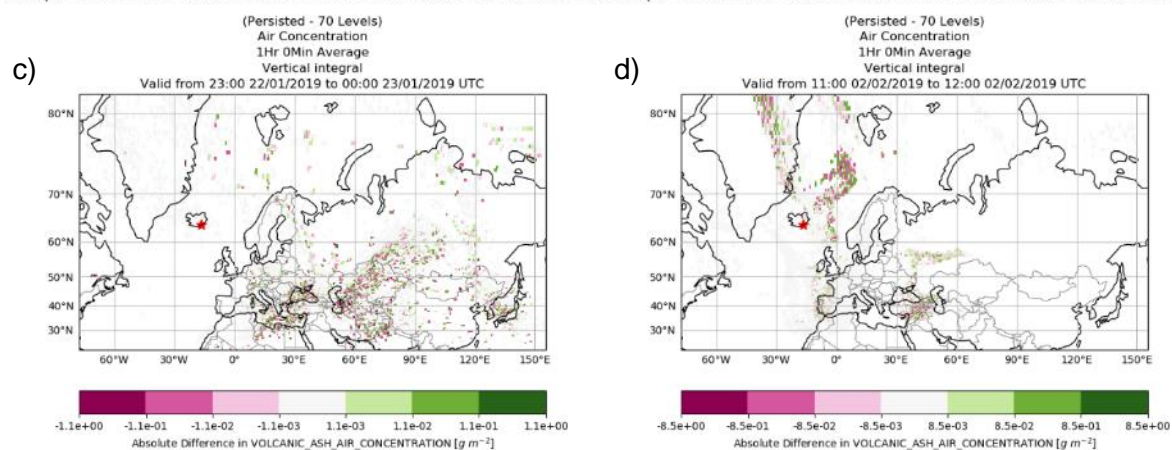 (Persisted - 70 Levels)
Air Concentration
1Hr 0Min Average
Vertical integral
c)
Valid from 23:00 22/01/2019 to 00:00 23/01/2019 UTC
80°N
70°N
60°N
50°N
40°N
30°N
60°W 30°W 0° 30°E 60°E 90°E 120°E 150°E
-1.1e+00 -1.1e-01 -1.1e-02 -1.1e-03 1.1e-03 1.1e-02 1.1e-01 1.1e+00
Absolute Difference in VOLCANIC_ASH_AIR_CONCENTRATION [g m⁻²]
(Persisted - 70 Levels)
Air Concentration
1Hr 0Min Average
Vertical integral
d)
Valid from 11:00 02/02/2019 to 12:00 02/02/2019 UTC
80°N
70°N
60°N
50°N
40°N
30°N
60°W 30°W 0° 30°E 60°E 90°E 120°E 150°E
-8.5e+00 -8.5e-01 -8.5e-02 -8.5e-03 8.5e-03 8.5e-02 8.5e-01 8.5e+00
Absolute Difference in VOLCANIC_ASH_AIR_CONCENTRATION [g m⁻²]